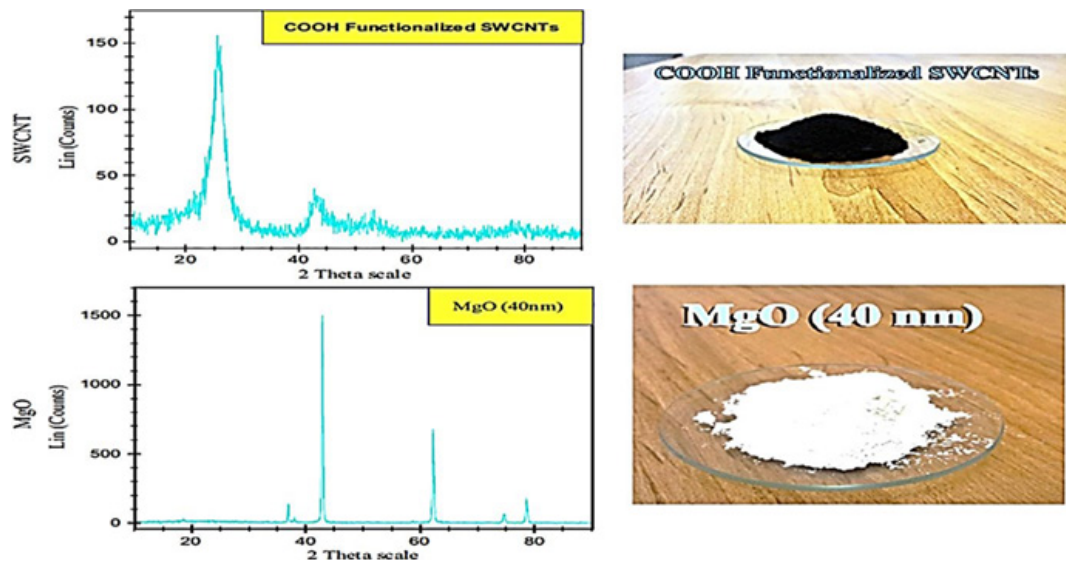 COOH Functionalized SWCNTs
SWCNT
Lin (Counts)
150
100
50
0
20
40
60
80
2 Theta scale
COOH Functionalized SWCNTs
MgO (40nm)
MgO
Lin (Counts)
1500
1000
500
0
20
40
60
80
2 Theta scale
MgO (40 nm)